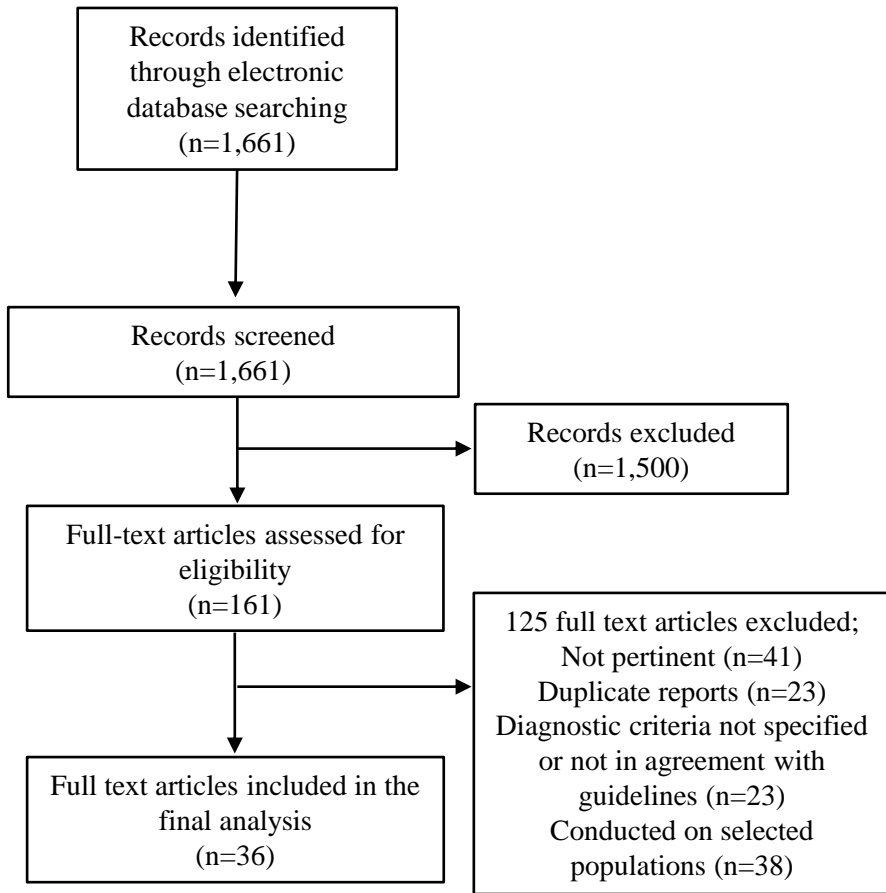 Records identified
through electronic
database searching
(n=1,661)
Records screened
(n=1,661)
Records excluded
(n=1,500)
Full-text articles assessed for
eligibility
(n=161)
125 full text articles excluded;
Not pertinent (n=41)
Duplicate reports (n=23)
Diagnostic criteria not specified
or not in agreement with
guidelines (n=23)
Conducted on selected
populations (n=38)
Full text articles included in the
final analysis
(n=36)